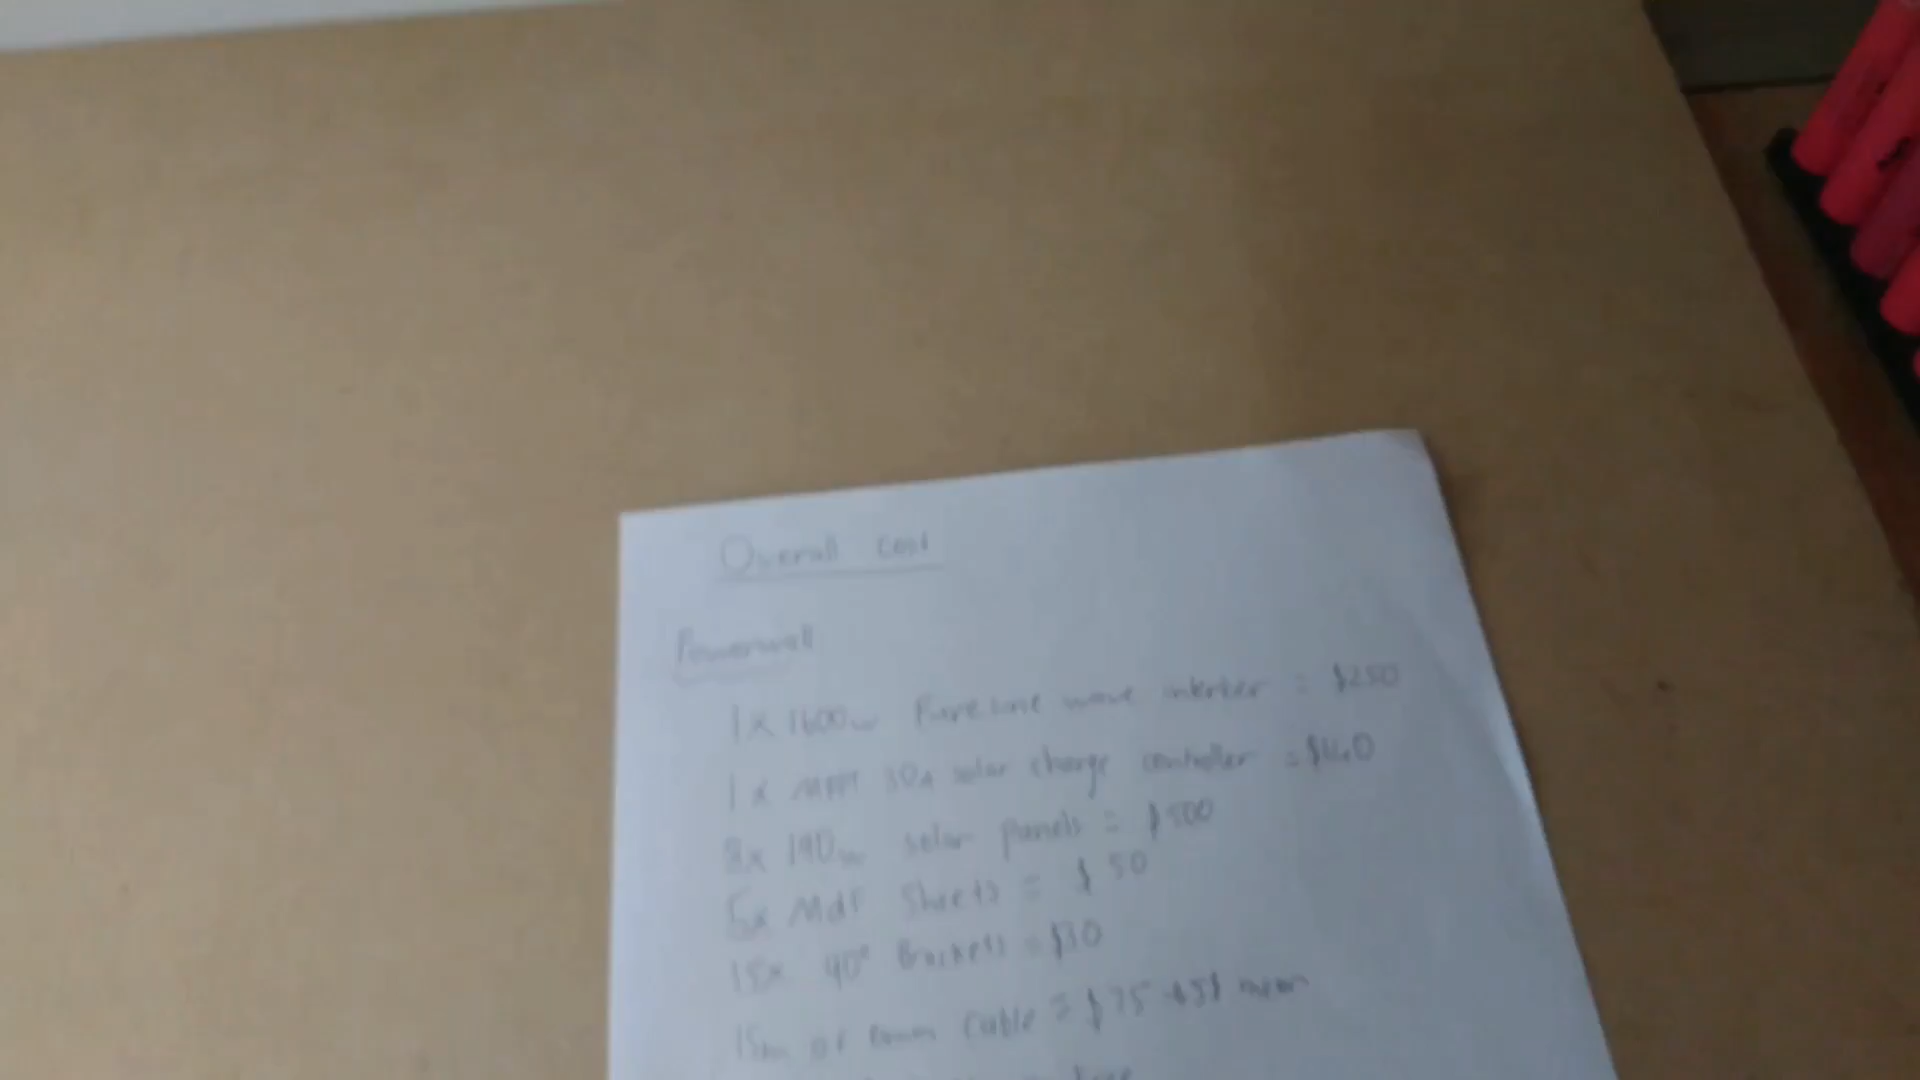 Overall Cost
Powerwall
1x 1600w Pure sine wave inverter = $250
1x MPPT 30A solar charge controller = $
8x 190w solar panels = $500
5x Mdf Sheets = $50
15x 90° Brackets = $30
15m of cable = $75